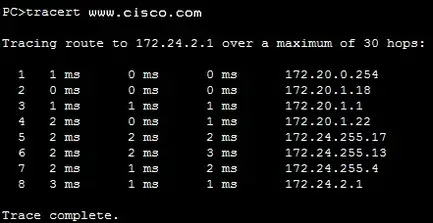 PC>tracert www.cisco.com
Tracing route to 172.24.2.1 over a maximum of 30 hops:
1 1 ms 0 ms 0 ms 172.20.0.254
2 0 ms 0 ms 0 ms 172.20.1.18
3 1 ms 1 ms 1 ms 172.20.1.1
4 2 ms 0 ms 1 ms 172.20.1.22
5 2 ms 2 ms 2 ms 172.24.255.17
6 2 ms 2 ms 3 ms 172.24.255.13
7 2 ms 1 ms 2 ms 172.24.255.4
8 3 ms 1 ms 1 ms 172.24.2.1
Trace complete.